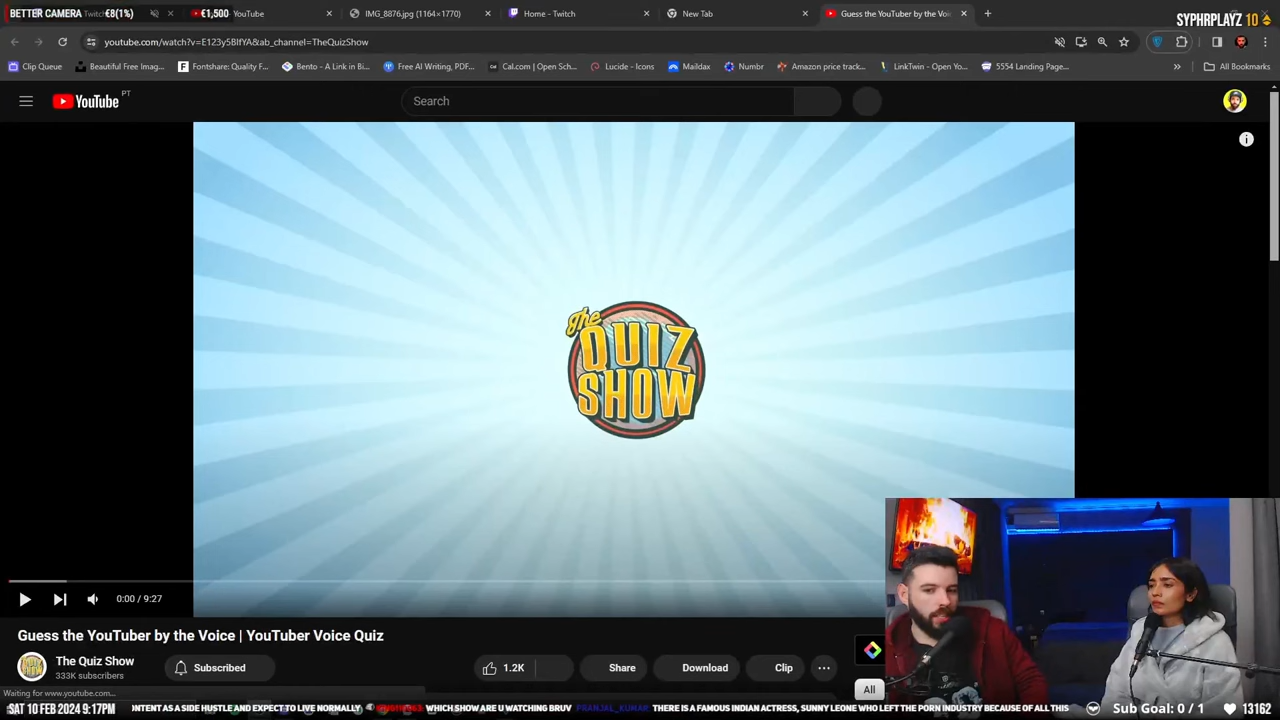 BETTER CAMERA €8(1%) €1,500
YouTube
IMG_8876.jpg (1164×1770)
Home - Twitch
New Tab
Guess the YouTuber by the Voi
SYPHRPLAYZ 10
youtube.com/watch?v=E123y5BlfYA&ab_channel=TheQuizShow
Clip Queue
Beautiful Free Imag...
Fontshare: Quality F...
Bento - A Link in Bi...
Free AI Writing, PDF...
Cal.com | Open Sch...
Lucide - Icons
Maildax
Numbr
Amazon price track...
LinkTwin - Open Yo...
5554 Landing Page...
All Bookmarks
YouTube PT
Search
The
QUIZ
SHOW
0:00 / 9:27
Guess the YouTuber by the Voice | YouTuber Voice Quiz
The Quiz Show
333K subscribers
Subscribed
1.2K
Share
Download
Clip
All
Waiting for www.youtube.com...
SAT 10 FEB 2024 9:17PM
ONTENT AS A SIDE HUSTLE AND EXPECT TO LIVE NORMALLY
WHICH SHOW ARE U WATCHING BRUV PRANJAL_KUMAR THERE IS A FAMOUS INDIAN ACTRESS, SUNNY LEONE WHO LEFT THE PORN INDUSTRY BECAUSE OF ALL THIS
Sub Goal: 0 / 1
13162